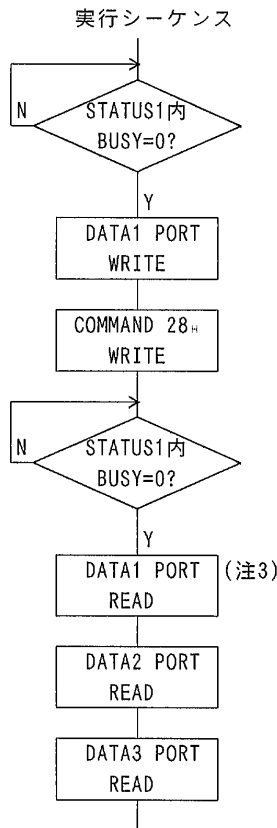 実行シーケンス
N
STATUS1内
BUSY=0?
Y
DATA1 PORT
WRITE
COMMAND 28H
WRITE
N
STATUS1内
BUSY=0?
Y
DATA1 PORT
READ
(注3)
DATA2 PORT
READ
DATA3 PORT
READ